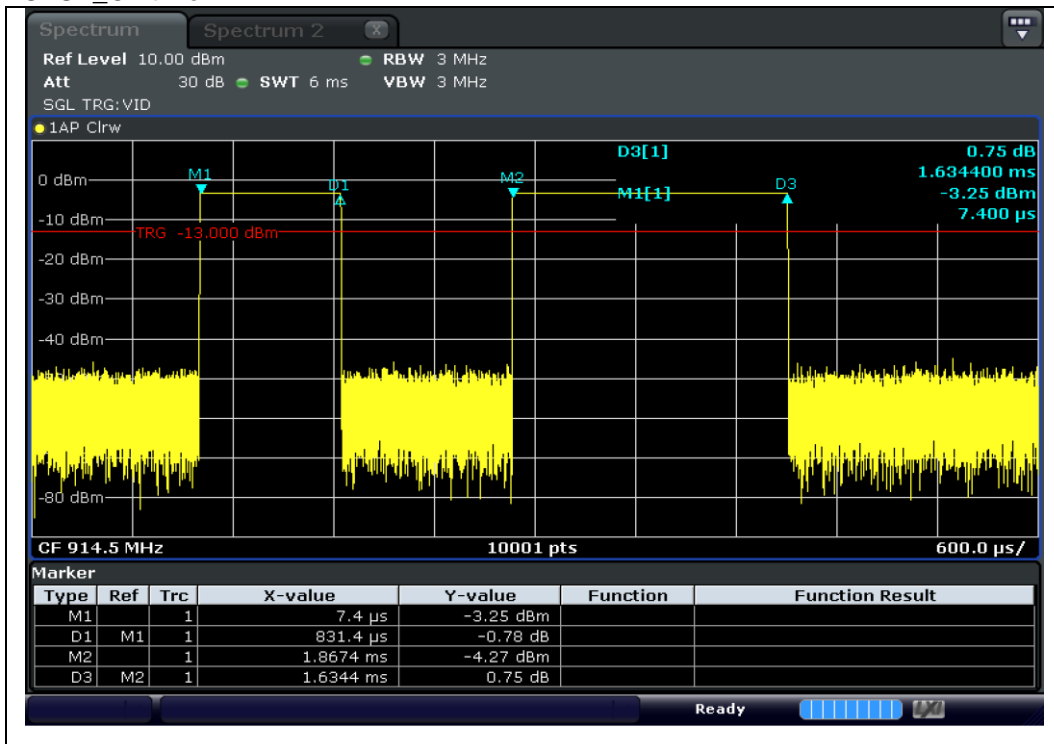 Spectrum Spectrum 2 X
Ref Level 10.00 dBm RBW 3 MHz
Att 30 dB SWT 6 ms VBW 3 MHz
SGL TRG:VID
1AP Clrw
D3[1] 0.75 dB
1.634400 ms
M1[1] -3.25 dBm
7.400 µs
M1
D1
M2
D3
0 dBm
-10 dBm
TRG -13.000 dBm
-20 dBm
-30 dBm
-40 dBm
-80 dBm
CF 914.5 MHz 10001 pts 600.0 µs/
Marker
Type Ref Trc X-value Y-value Function Function Result
M1 1 7.4 µs -3.25 dBm
D1 M1 1 831.4 µs -0.78 dB
M2 1 1.8674 ms -4.27 dBm
D3 M2 1 1.6344 ms 0.75 dB
Ready